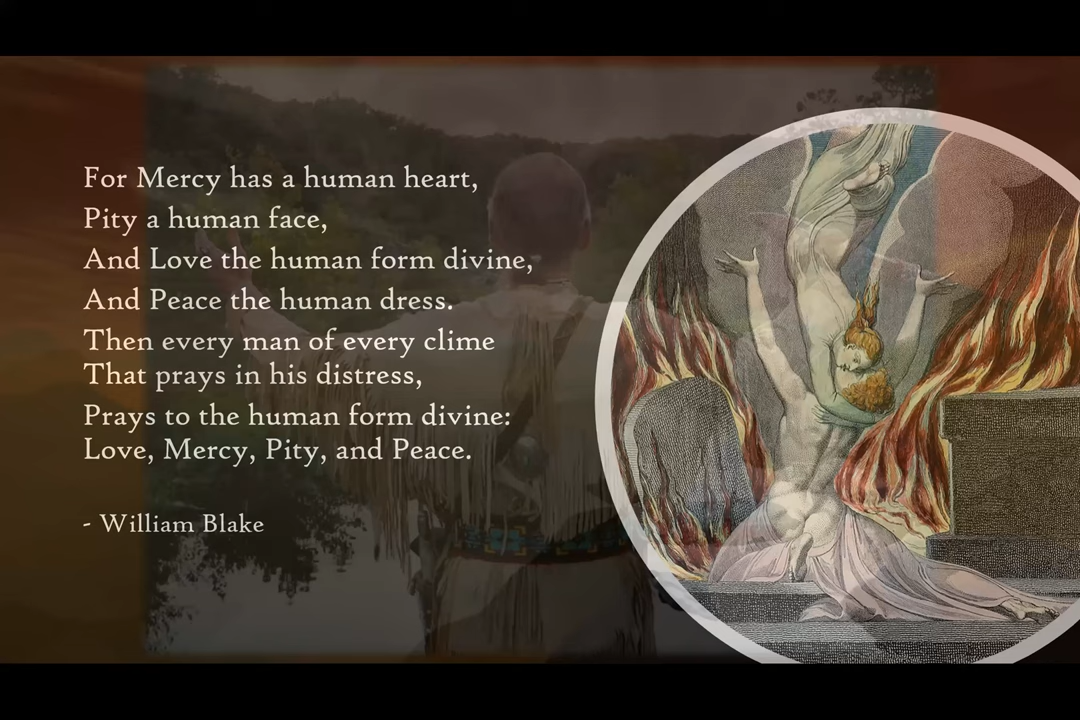 For Mercy has a human heart,
Pity a human face,
And Love the human form divine,
And Peace the human dress.
Then every man of every clime
That prays in his distress,
Prays to the human form divine:
Love, Mercy, Pity, and Peace.
- William Blake